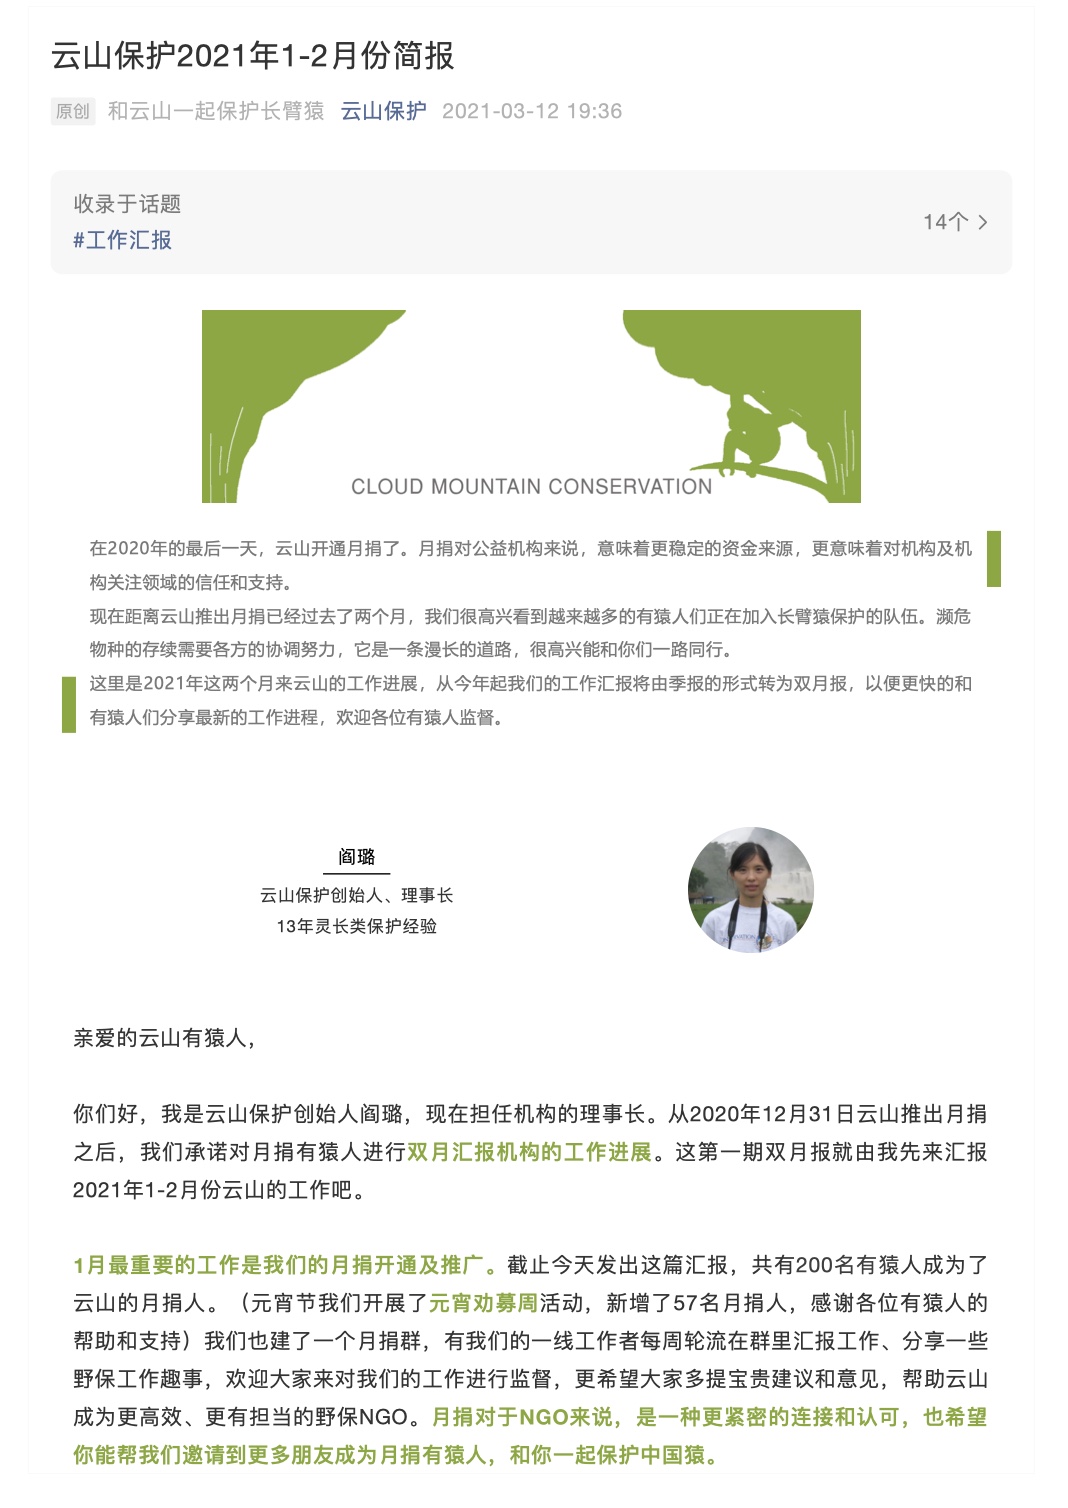 云山保护2021年1-2月份简报
原创 和云山一起保护长臂猿 云山保护 2021-03-12 19:36
收录于话题
#工作汇报
14个 >
CLOUD MOUNTAIN CONSERVATION
在2020年的最后一天，云山开通月捐了。月捐对公益机构来说，意味着更稳定的资金来源，更意味着对机构及机
构关注领域的信任和支持。
现在距离云山推出月捐已经过去了两个月，我们很高兴看到越来越多的有猿人们正在加入长臂猿保护的队伍。濒危
物种的存续需要各方的协调努力，它是一条漫长的道路，很高兴能和你们一路同行。
这里是2021年这两个月来云山的工作进展，从今年起我们的工作汇报将由季报的形式转为双月报，以便更快的和
有猿人们分享最新的工作进程，欢迎各位有猿人监督。
阎璐
云山保护创始人、理事长
13年灵长类保护经验
亲爱的云山有猿人，
你们好，我是云山保护创始人阎璐，现在担任机构的理事长。从2020年12月31日云山推出月捐
之后，我们承诺对月捐有猿人进行双月汇报机构的工作进展。这第一期双月报就由我先来汇报
2021年1-2月份云山的工作吧。
1月最重要的工作是我们的月捐开通及推广。截止今天发出这篇汇报，共有200名有猿人成为了
云山的月捐人。（元宵节我们开展了元宵劝募周活动，新增了57名月捐人，感谢各位有猿人的
帮助和支持）我们也建了一个月捐群，有我们的一线工作者每周轮流在群里汇报工作、分享一些
野保工作趣事，欢迎大家来对我们的工作进行监督，更希望大家多提宝贵建议和意见，帮助云山
成为更高效、更有担当的野保NGO。月捐对于NGO来说，是一种更紧密的连接和认可，也希望
你能帮我们邀请到更多朋友成为月捐有猿人，和你一起保护中国猿。